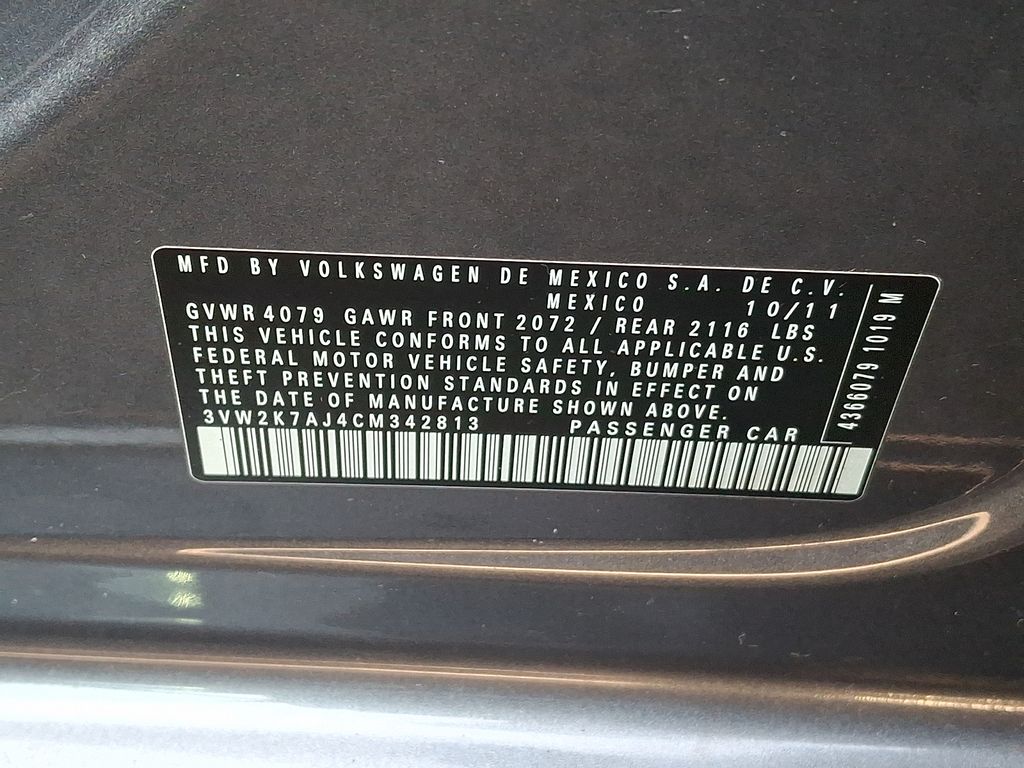 MFD BY VOLKSWAGEN DE MEXICO S.A. DE C.V.
MEXICO 10/11
GVWR 4079 GAWR FRONT 2072 / REAR 2116 LBS
THIS VEHICLE CONFORMS TO ALL APPLICABLE U.S.
FEDERAL MOTOR VEHICLE SAFETY, BUMPER AND
THEFT PREVENTION STANDARDS IN EFFECT ON
THE DATE OF MANUFACTURE SHOWN ABOVE.
3VW2K7AJ4CM342813 PASSENGER CAR
4366079 1019 M